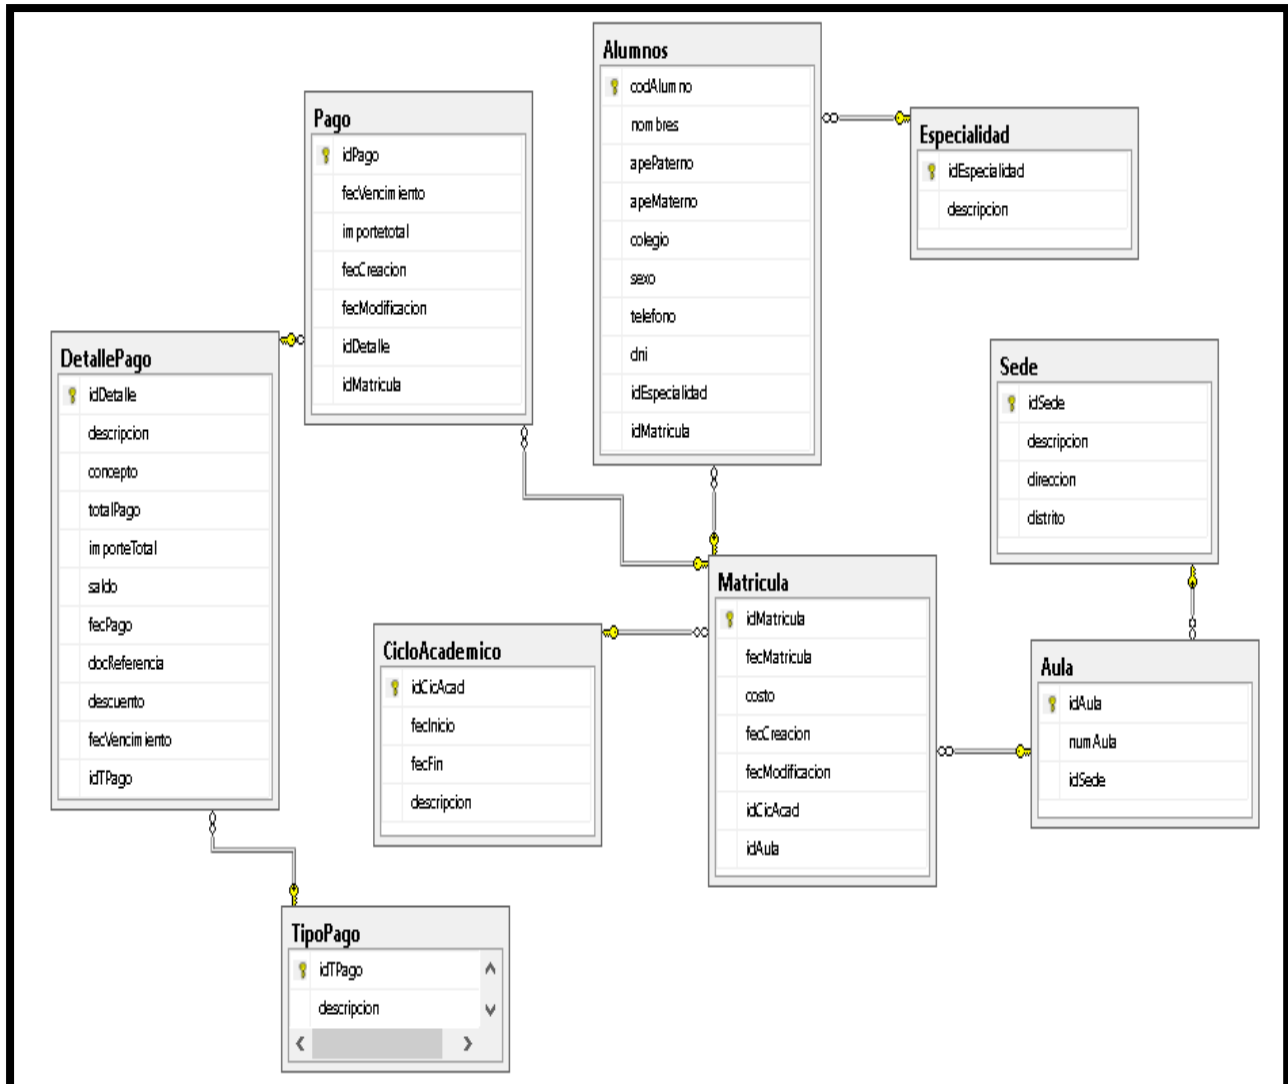 Alumnos
codAlumno
nombres
apePaterno
apeMaterno
colegio
sexo
telefono
dni
idEspecialidad
idMatricula
Pago
idPago
fecVencimiento
importetotal
fecCreacion
fecModificacion
idDetalle
idMatricula
Especialidad
idEspecialidad
descripcion
DetallePago
idDetalle
descripcion
concepto
totalPago
importeTotal
saldo
fecPago
docReferencia
descuento
fecVencimiento
idTPago
Sede
idSede
descripcion
direccion
distrito
Matricula
idMatricula
fecMatricula
costo
fecCreacion
fecModificacion
idCicAcad
idAula
CicloAcademico
idCicAcad
fecInicio
fecFin
descripcion
Aula
idAula
numAula
idSede
TipoPago
idTPago
descripcion